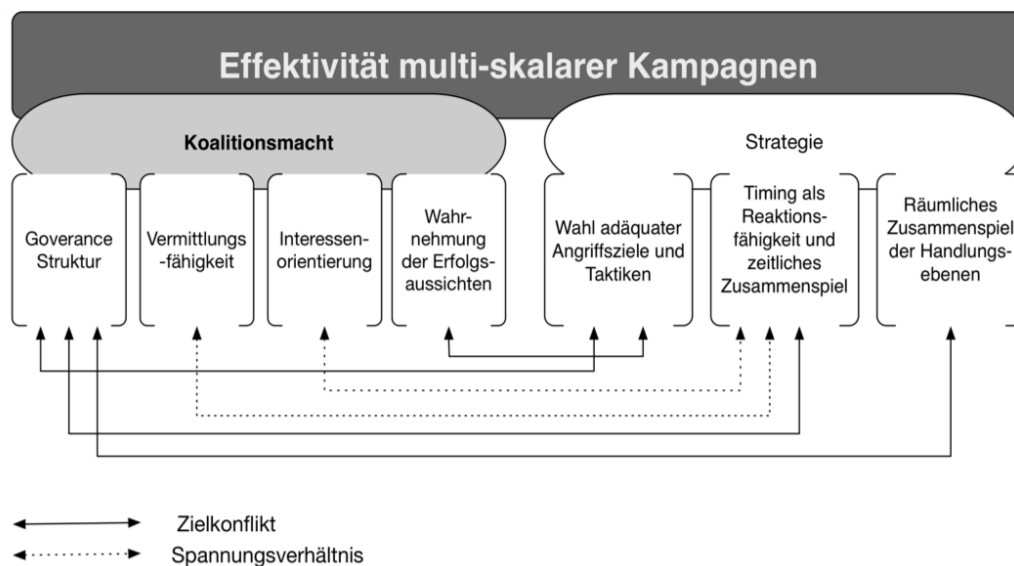 Effektivität multi-skalarer Kampagnen
Koalitionsmacht
Strategie
Goverance
Struktur
Vermittlungs
-fähigkeit
Interessen-
orientierung
Wahr-
nehmung
der Erfolgs-
aussichten
Wahl adäquater
Angriffsziele und
Taktiken
Timing als
Reaktions-
fähigkeit und
zeitliches
Zusammenspiel
Räumliches
Zusammenspiel
der Handlungs-
ebenen
Zielkonflikt
Spannungsverhältnis